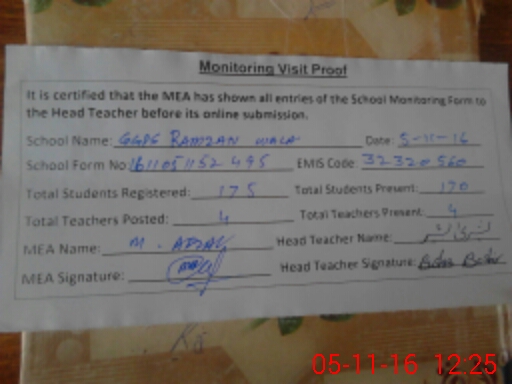 Monitoring Visit Proof
It is certified that the MEA has shown all entries of the School Monitoring Form to
the Head Teacher before its online submission.
School Name: GGPS RAMZAN WALA Date: 5-11-16
School Form No: EMIS Code: 32320560
Total Students Registered: 175 Total Students Present: 170
Total Teachers Posted: 4 Total Teachers Present: 4
MEA Name: M. AFZAL Head Teacher Name:
MEA Signature: Head Teacher Signature:
05-11-16 12:25